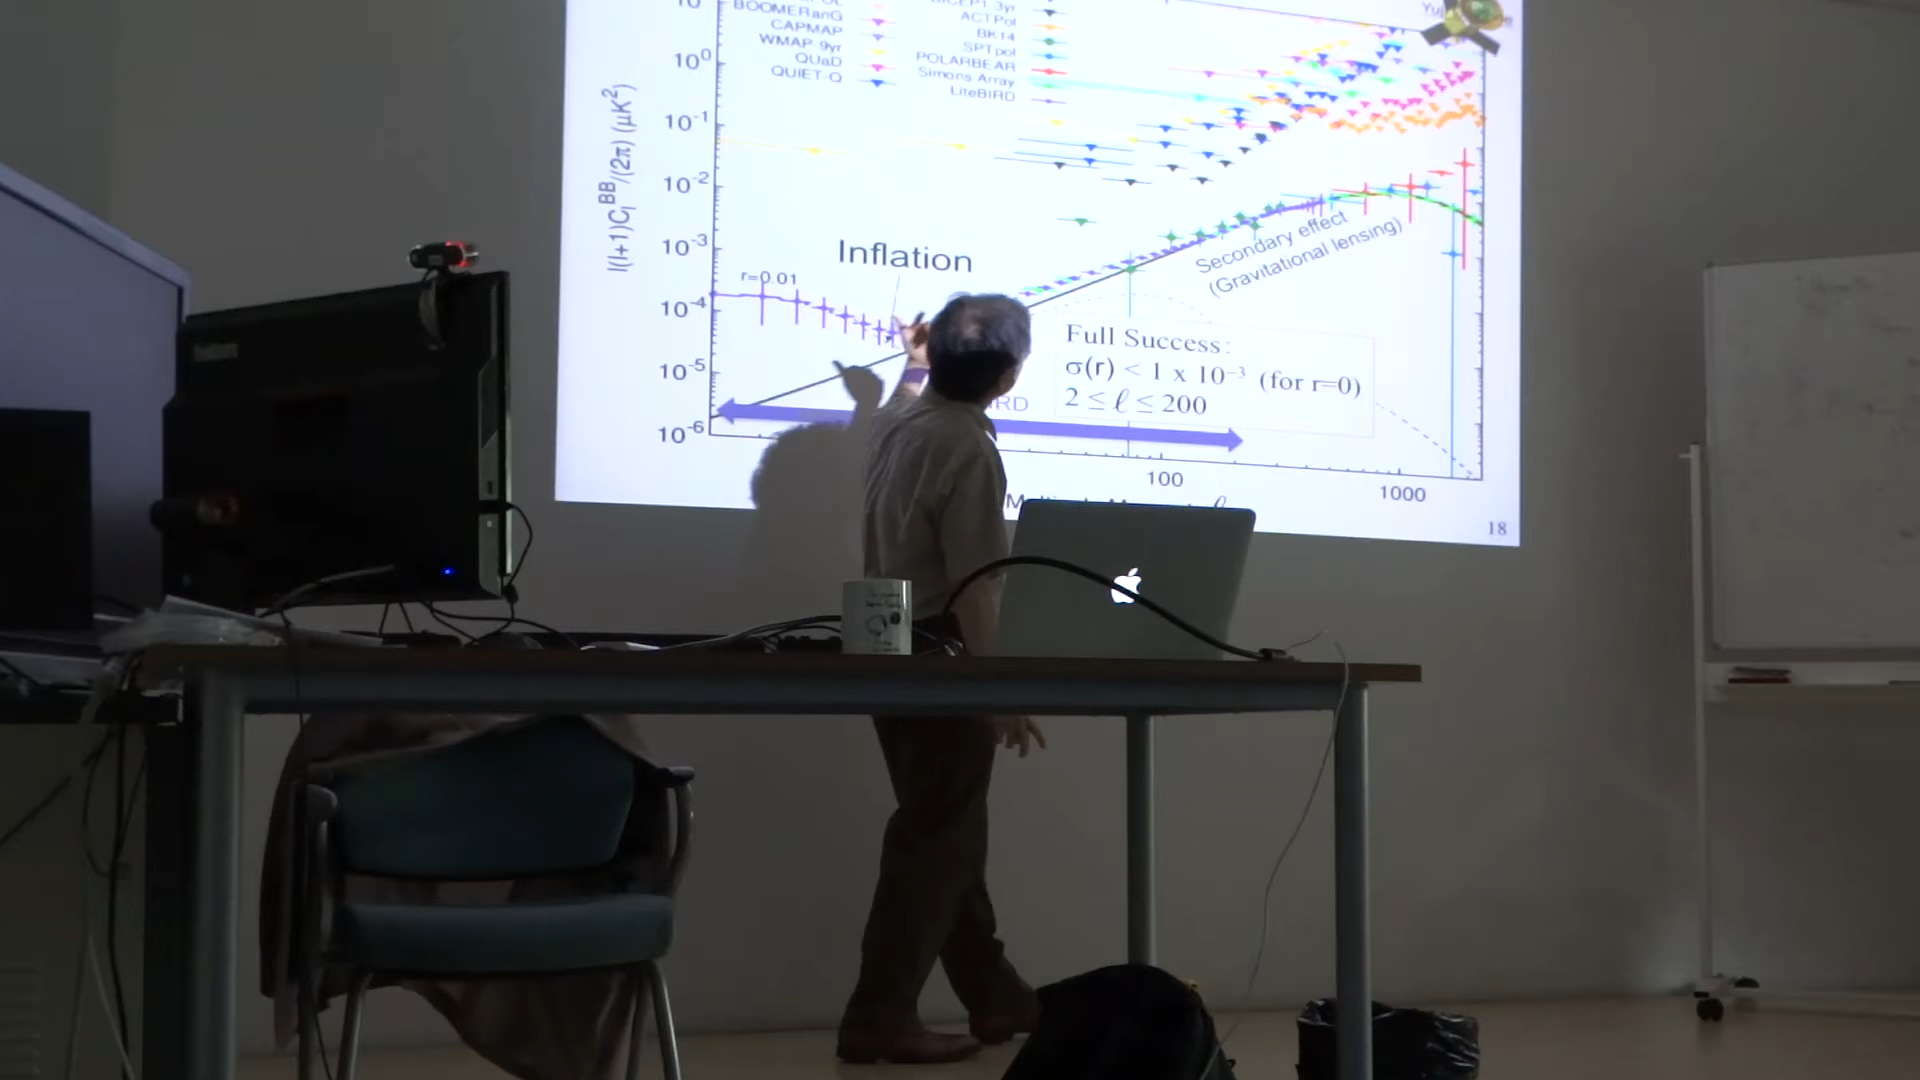 BOOMERanG
CAPMAP
WMAP 9yr
QUaD
QUIET-Q
BICEP1 3yr
ACTPol
BK14
SPTpol
POLARBEAR
Simons Array
LiteBIRD
l(l+1)C_l^BB/(2π) (μK²)
10⁰
10⁻¹
10⁻²
10⁻³
10⁻⁴
10⁻⁵
10⁻⁶
Inflation
r=0.01
Secondary effect
(Gravitational lensing)
Full Success:
σ(r) < 1 x 10⁻³ (for r=0)
2 ≤ ℓ ≤ 200
100
1000
18